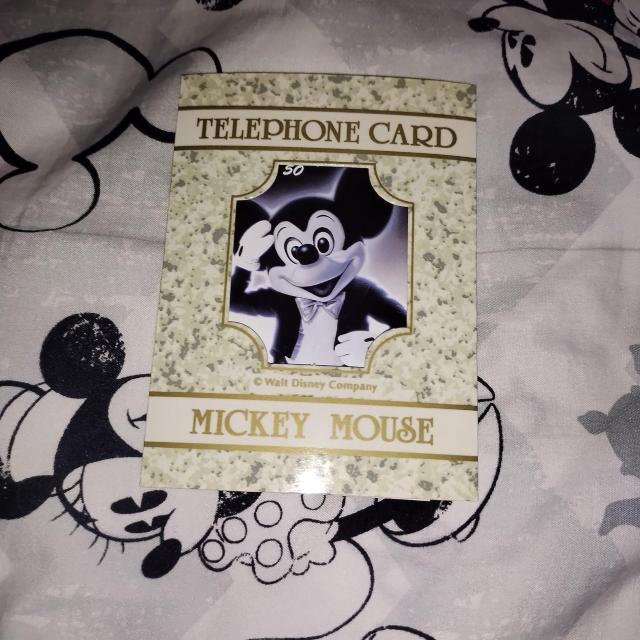 TELEPHONE CARD
50
© Walt Disney Company
MICKEY MOUSE